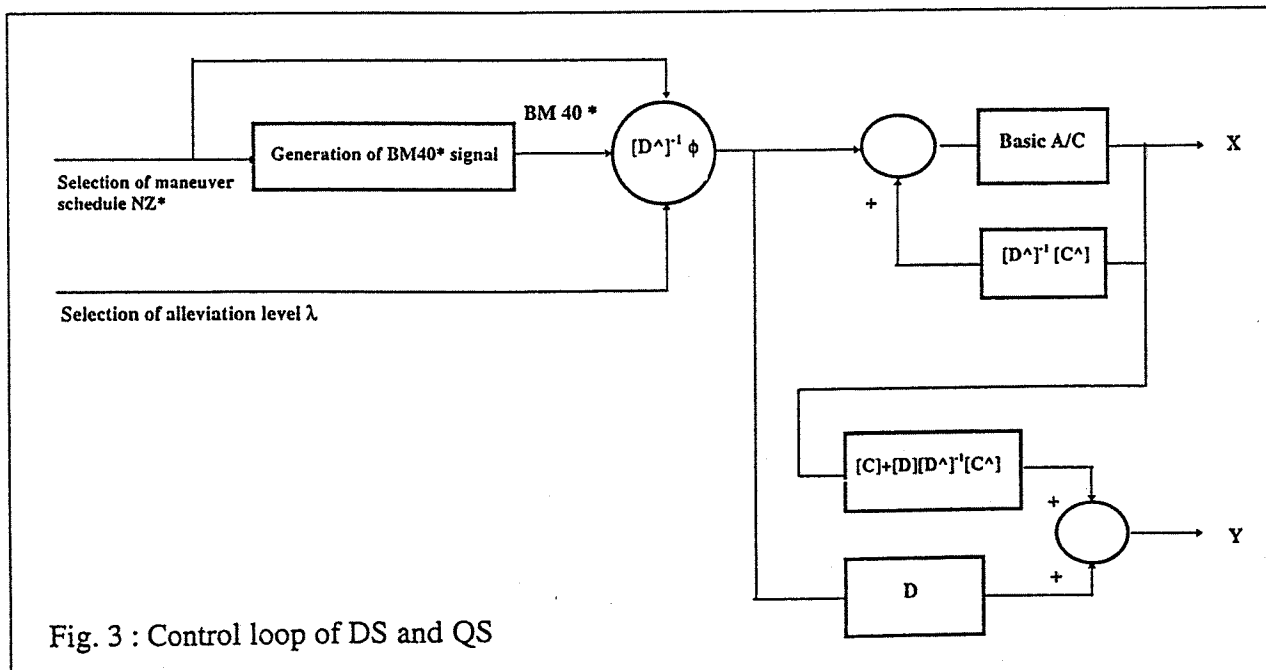 BM 40 *
Generation of BM40* signal
[D^]⁻¹ ϕ
Basic A/C
X
Selection of maneuver
schedule NZ*
+
[D^]⁻¹ [C^]
Selection of alleviation level λ
[C]+[D][D^]⁻¹[C^]
+
Y
+
D
Fig. 3 : Control loop of DS and QS